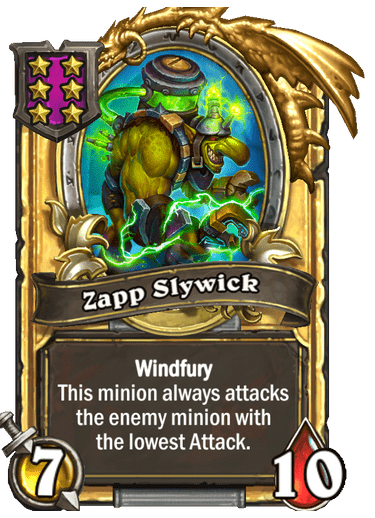 Zapp Slywick
Windfury
This minion always attacks
the enemy minion with
the lowest Attack.
7
10